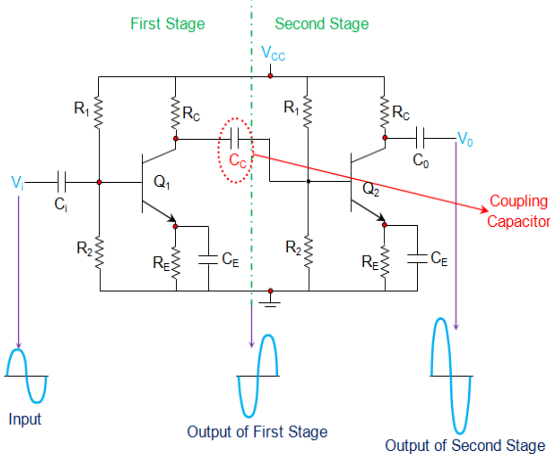 First Stage
Second Stage
V_CC
R_1
R_C
R_1
R_C
C_C
V_i
C_i
Q_1
Q_2
C_0
V_0
Coupling
Capacitor
R_2
R_E
C_E
R_2
R_E
C_E
Input
Output of First Stage
Output of Second Stage